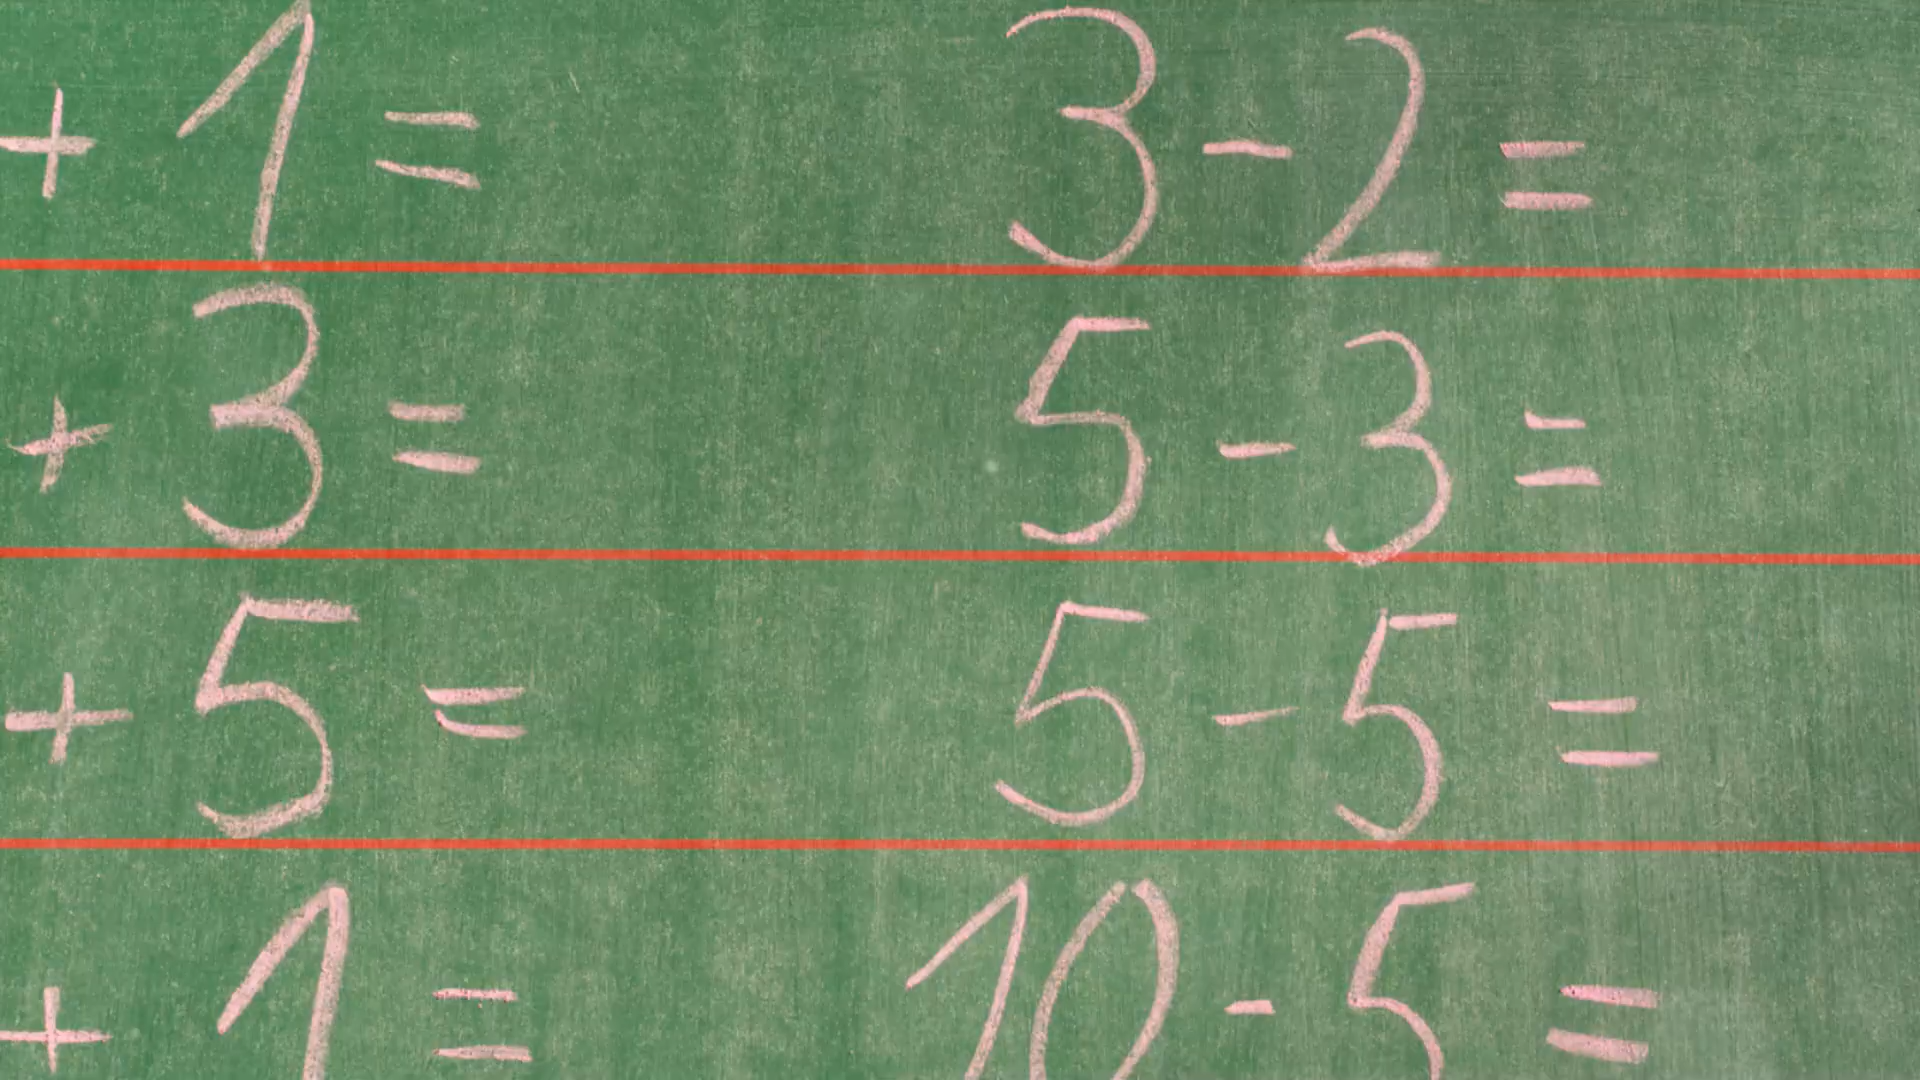 + 1 = 3 - 2 =
+ 3 = 5 - 3 =
+ 5 = 5 - 5 =
+ 1 = 10 - 5 =